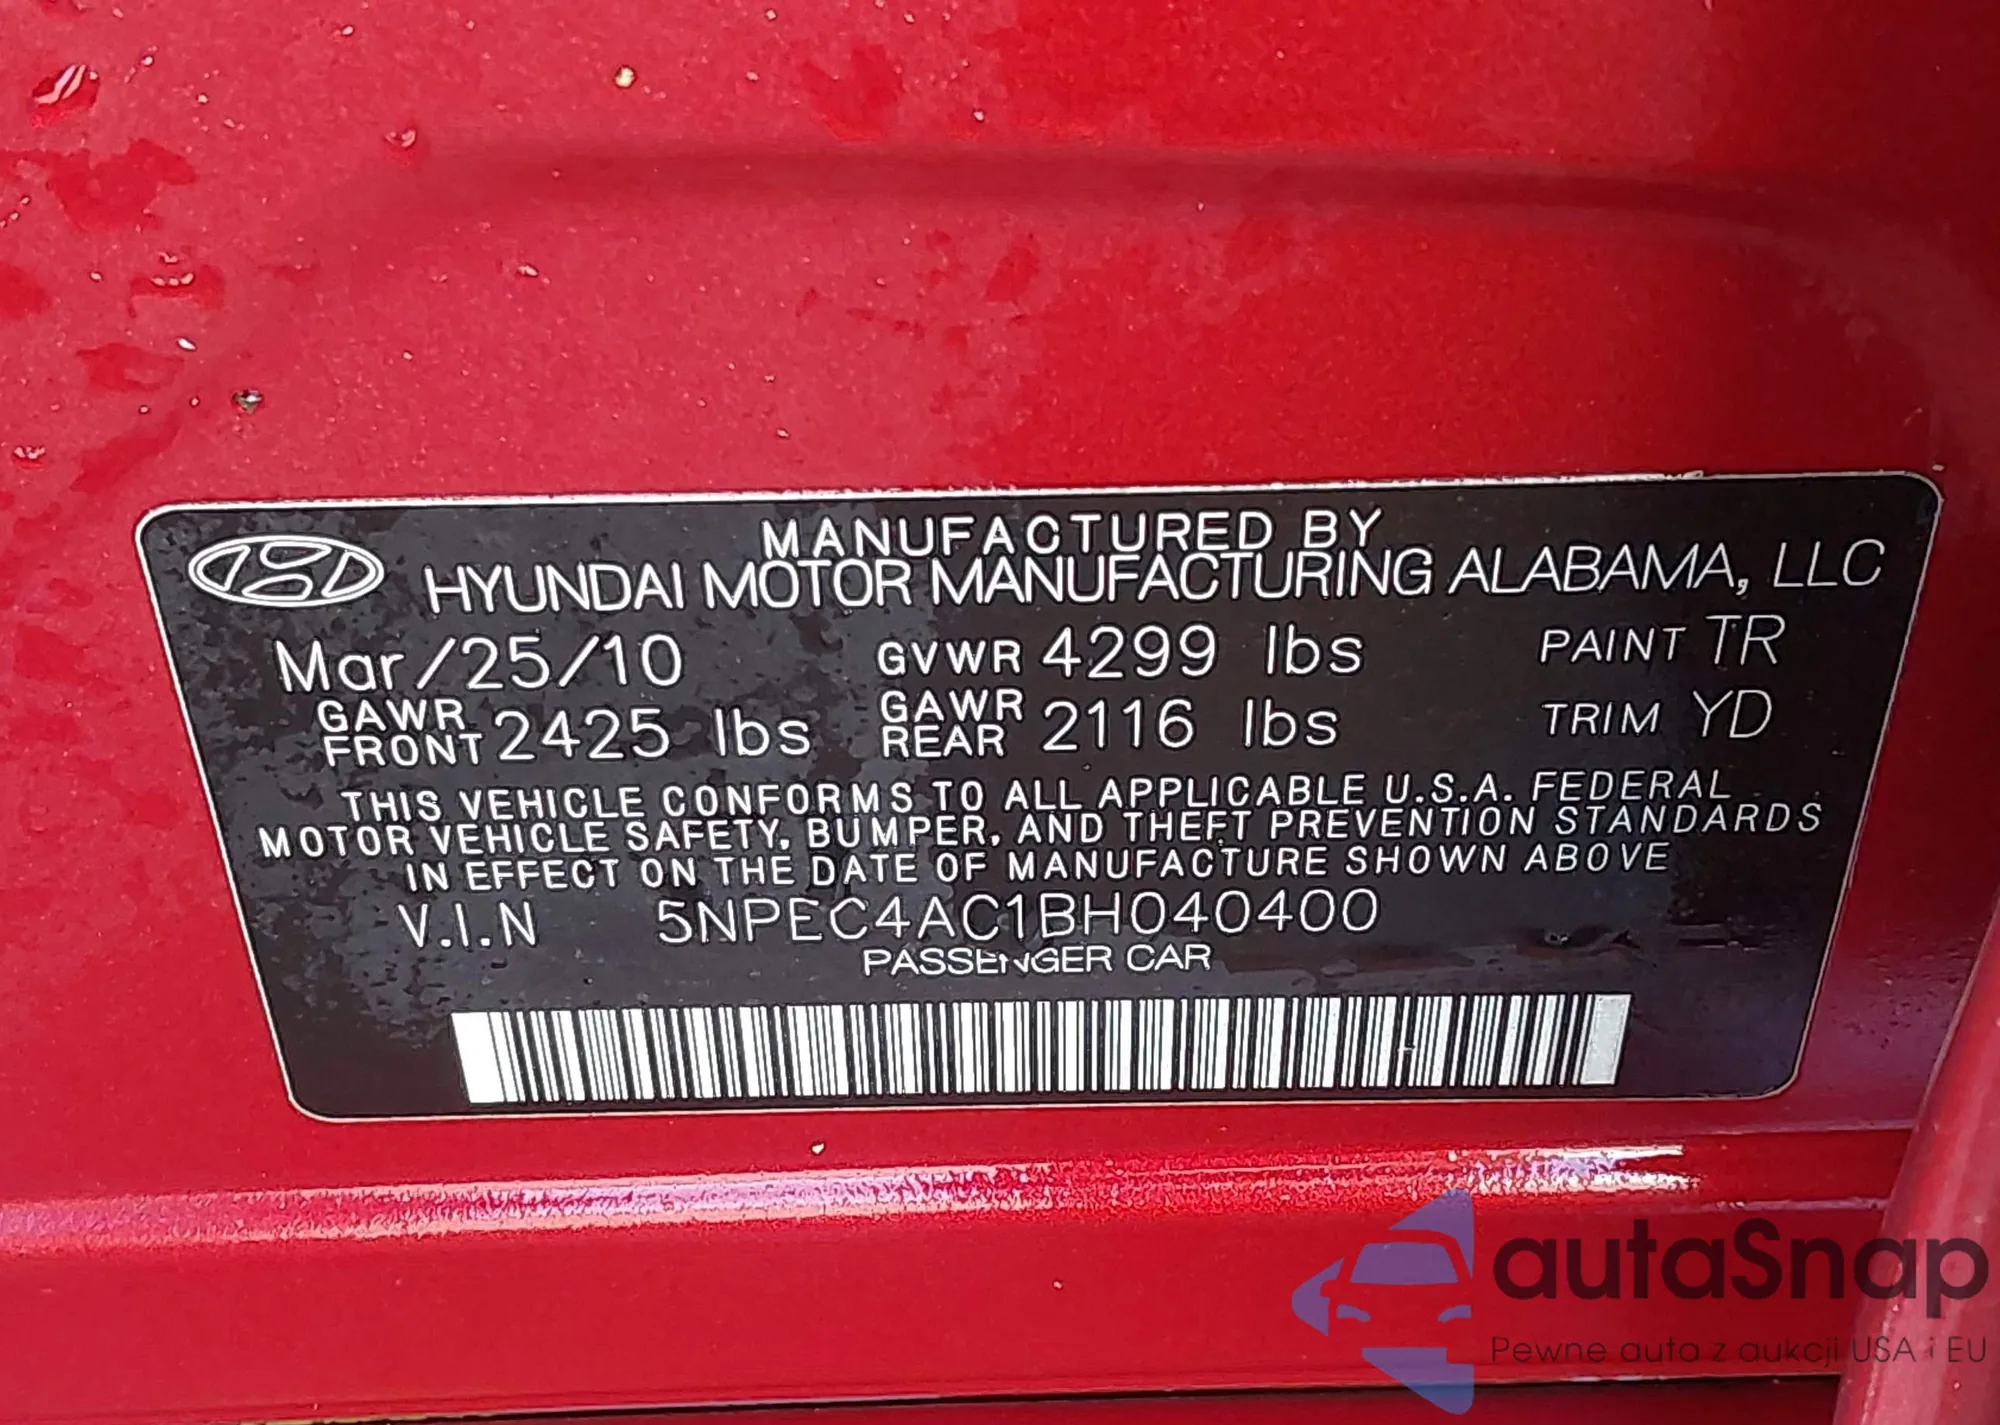 MANUFACTURED BY
HYUNDAI MOTOR MANUFACTURING ALABAMA, LLC
Mar/25/10 GVWR 4299 lbs PAINT TR
GAWR FRONT 2425 lbs GAWR REAR 2116 lbs TRIM YD
THIS VEHICLE CONFORMS TO ALL APPLICABLE U.S.A. FEDERAL
MOTOR VEHICLE SAFETY, BUMPER, AND THEFT PREVENTION STANDARDS
IN EFFECT ON THE DATE OF MANUFACTURE SHOWN ABOVE
V.I.N 5NPEC4AC1BH040400
PASSENGER CAR
autaSnap
Pewne auta z aukcji USA i EU